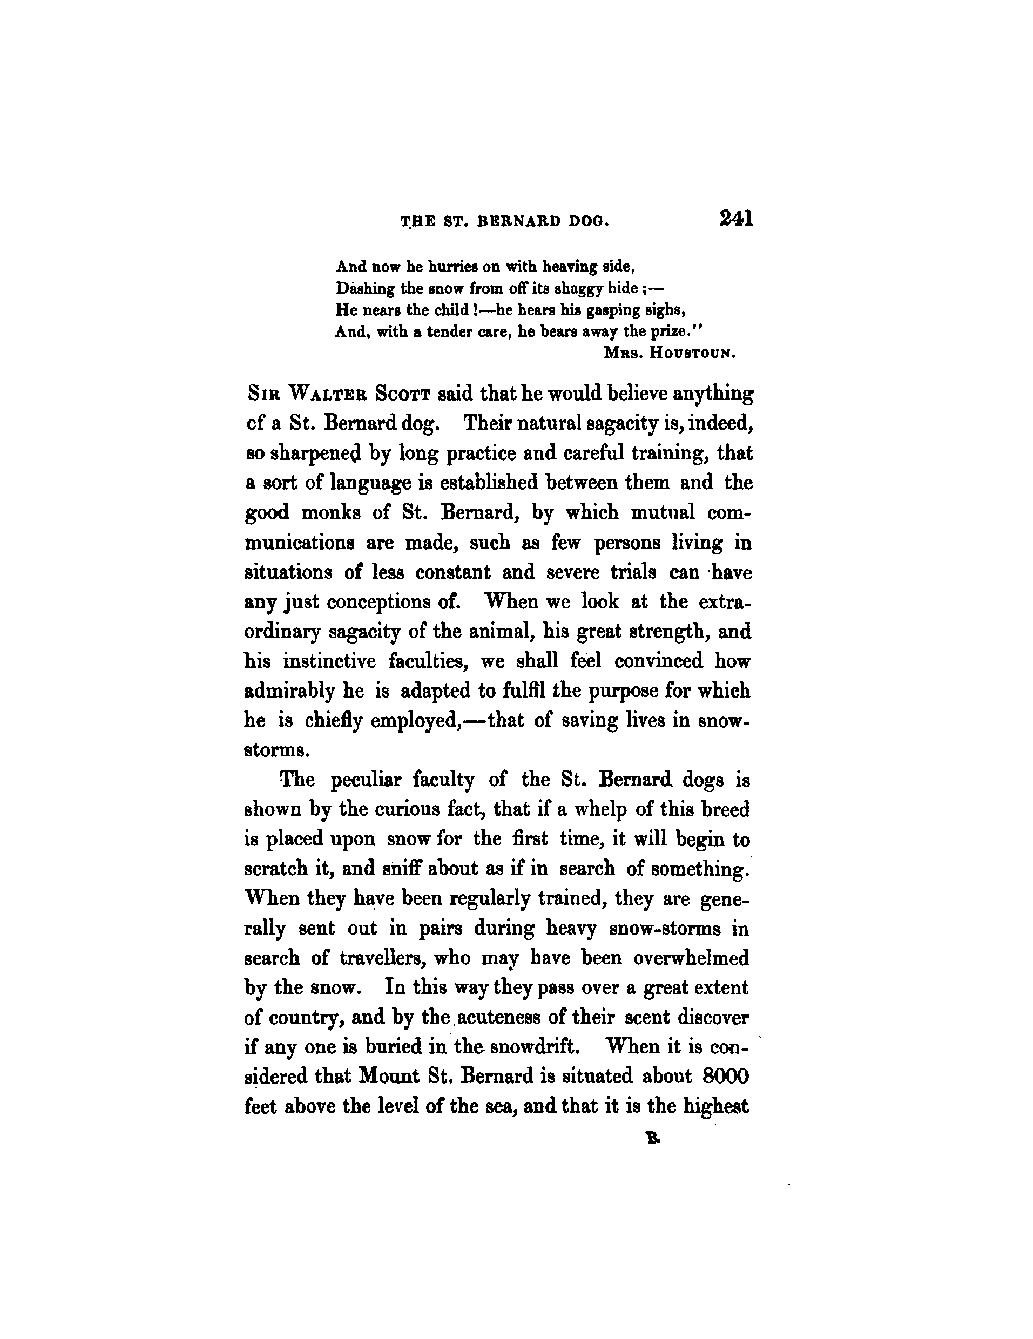 THE ST. BERNARD DOG. 241
And now he hurries on with heaving side,
Dashing the snow from off its shaggy hide ;—
He nears the child !—he hears his gasping sighs,
And, with a tender care, he bears away the prize."
MRS. HOUSTOUN.
SIR WALTER SCOTT said that he would believe anything
of a St. Bernard dog. Their natural sagacity is, indeed,
so sharpened by long practice and careful training, that
a sort of language is established between them and the
good monks of St. Bernard, by which mutual com-
munications are made, such as few persons living in
situations of less constant and severe trials can have
any just conceptions of. When we look at the extra-
ordinary sagacity of the animal, his great strength, and
his instinctive faculties, we shall feel convinced how
admirably he is adapted to fulfil the purpose for which
he is chiefly employed,—that of saving lives in snow-
storms.
The peculiar faculty of the St. Bernard dogs is
shown by the curious fact, that if a whelp of this breed
is placed upon snow for the first time, it will begin to
scratch it, and sniff about as if in search of something.
When they have been regularly trained, they are gene-
rally sent out in pairs during heavy snow-storms in
search of travellers, who may have been overwhelmed
by the snow. In this way they pass over a great extent
of country, and by the acuteness of their scent discover
if any one is buried in the snowdrift. When it is con-
sidered that Mount St. Bernard is situated about 8000
feet above the level of the sea, and that it is the highest
R